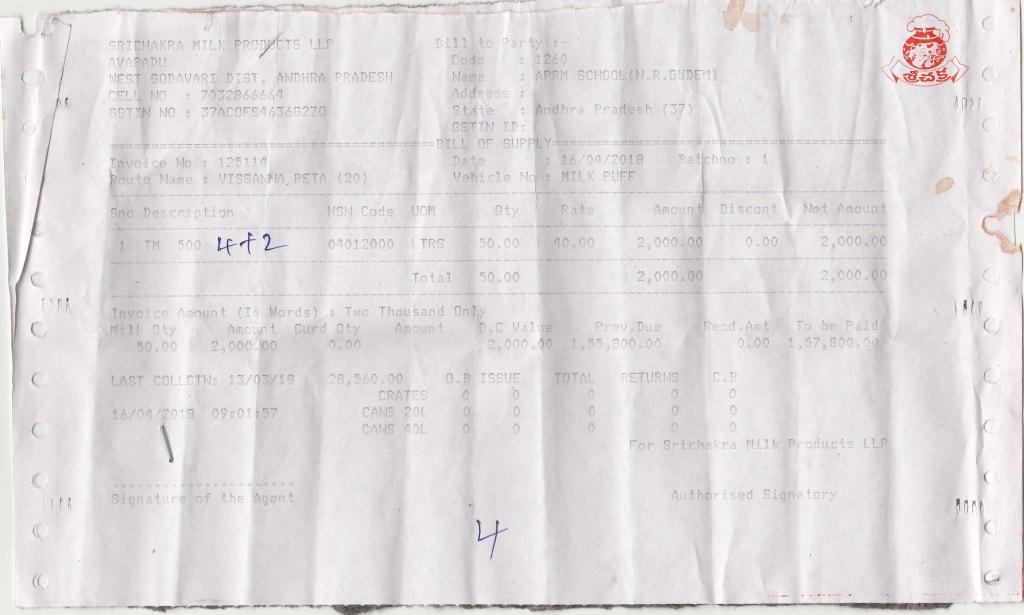 SRICHAKRA MILK PRODUCTS LLP
AVAPADU
WEST GODAVARI DIST, ANDHRA PRADESH
CELL NO : 7032866664
GSTIN NO :
Bill to Party :-
Code : 1260
Name : APRM SCHOOL(N.R.GUDEM)
Address :
State : Andhra Pradesh (37)
GSTIN ID:
శ్రీచక్ర
BILL OF SUPPLY
Invoice No : 125114 Date : 16/04/2018 Batchno : 1
Route Name : VISSANNA PETA (20) Vehicle No : MILK PUFF
Sno Description HSN Code UOM Qty Rate Amount Discont Net Amount
1 TM 500 4+2 04012000 LTRS 50.00 40.00 2,000.00 0.00 2,000.00
Total 50.00 2,000.00 2,000.00
Invoice Amount (In Words) : Two Thousand Only
Milk Qty Amount Curd Qty Amount D.C Value Prev.Due Recd.Amt To be Paid
50.00 2,000.00 0.00 2,000.00 1,55,800.00 0.00 1,57,800.00
LAST COLLCTN: 13/03/18 28,560.00 O.B ISSUE TOTAL RETURNS C.B
CRATES 0 0 0 0 0
16/04/2018 09:01:57 CANS 20L 0 0 0 0 0
CANS 40L 0 0 0 0 0
For Srichakra Milk Products LLP
Signature of the Agent Authorised Signatory
4